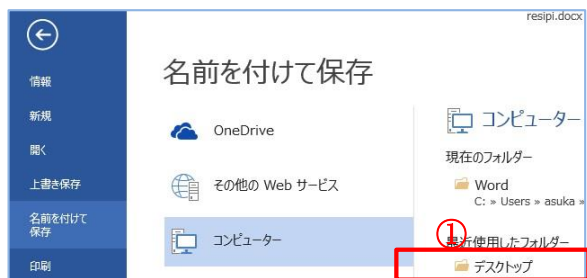 resipi.docx
名前を付けて保存
情報
新規
開く
上書き保存
名前を付けて
保存
印刷
OneDrive
その他の Web サービス
コンピューター
コンピューター
現在のフォルダー
Word
C: » Users » asuka »
①
最近使用したフォルダー
デスクトップ